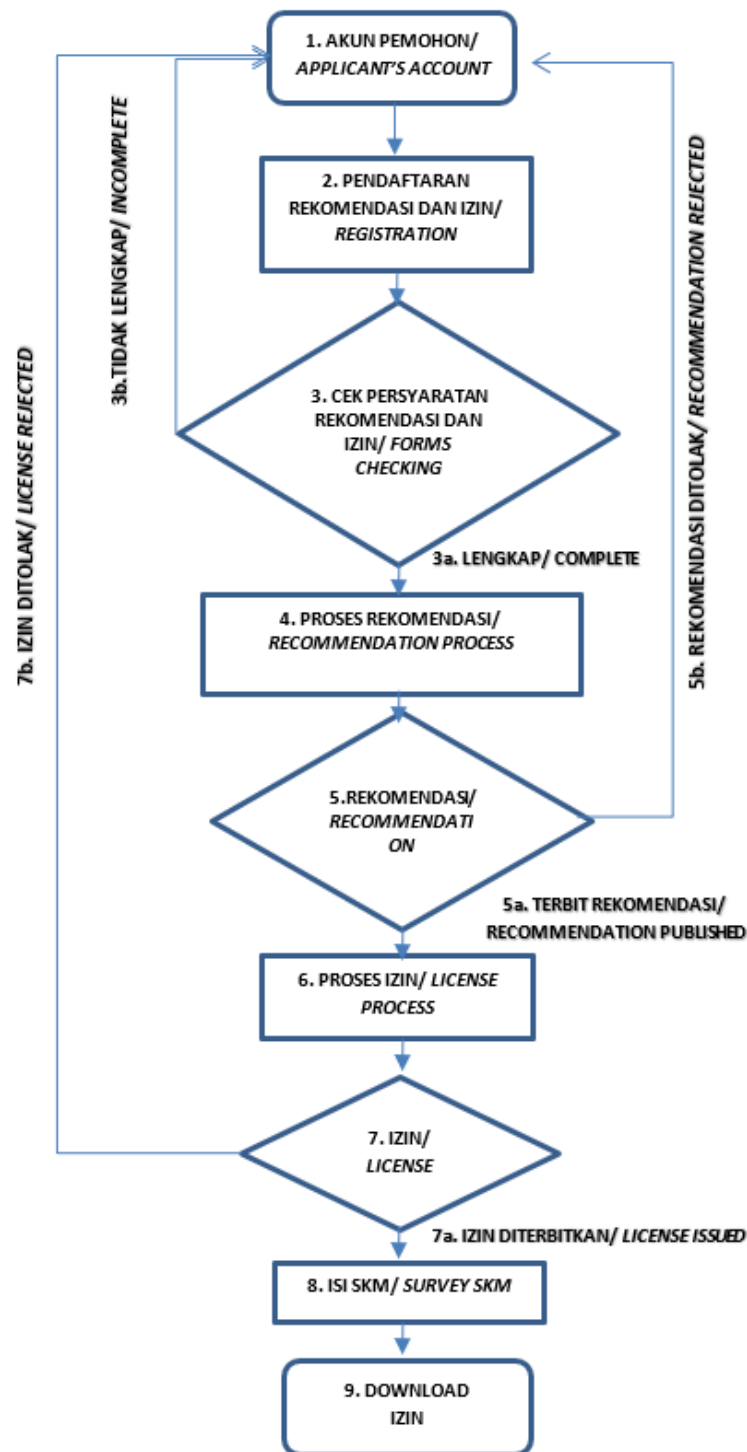 1. AKUN PEMOHON/
APPLICANT'S ACCOUNT
2. PENDAFTARAN
REKOMENDASI DAN IZIN/
REGISTRATION
3b.TIDAK LENGKAP/ INCOMPLETE
3. CEK PERSYARATAN
REKOMENDASI DAN
IZIN/ FORMS
CHECKING
3a. LENGKAP/ COMPLETE
4. PROSES REKOMENDASI/
RECOMMENDATION PROCESS
5.REKOMENDASI/
RECOMMENDATI
ON
5b. REKOMENDASI DITOLAK/ RECOMMENDATION REJECTED
5a. TERBIT REKOMENDASI/
RECOMMENDATION PUBLISHED
6. PROSES IZIN/ LICENSE
PROCESS
7. IZIN/
LICENSE
7b. IZIN DITOLAK/ LICENSE REJECTED
7a. IZIN DITERBITKAN/ LICENSE ISSUED
8. ISI SKM/ SURVEY SKM
9. DOWNLOAD
IZIN